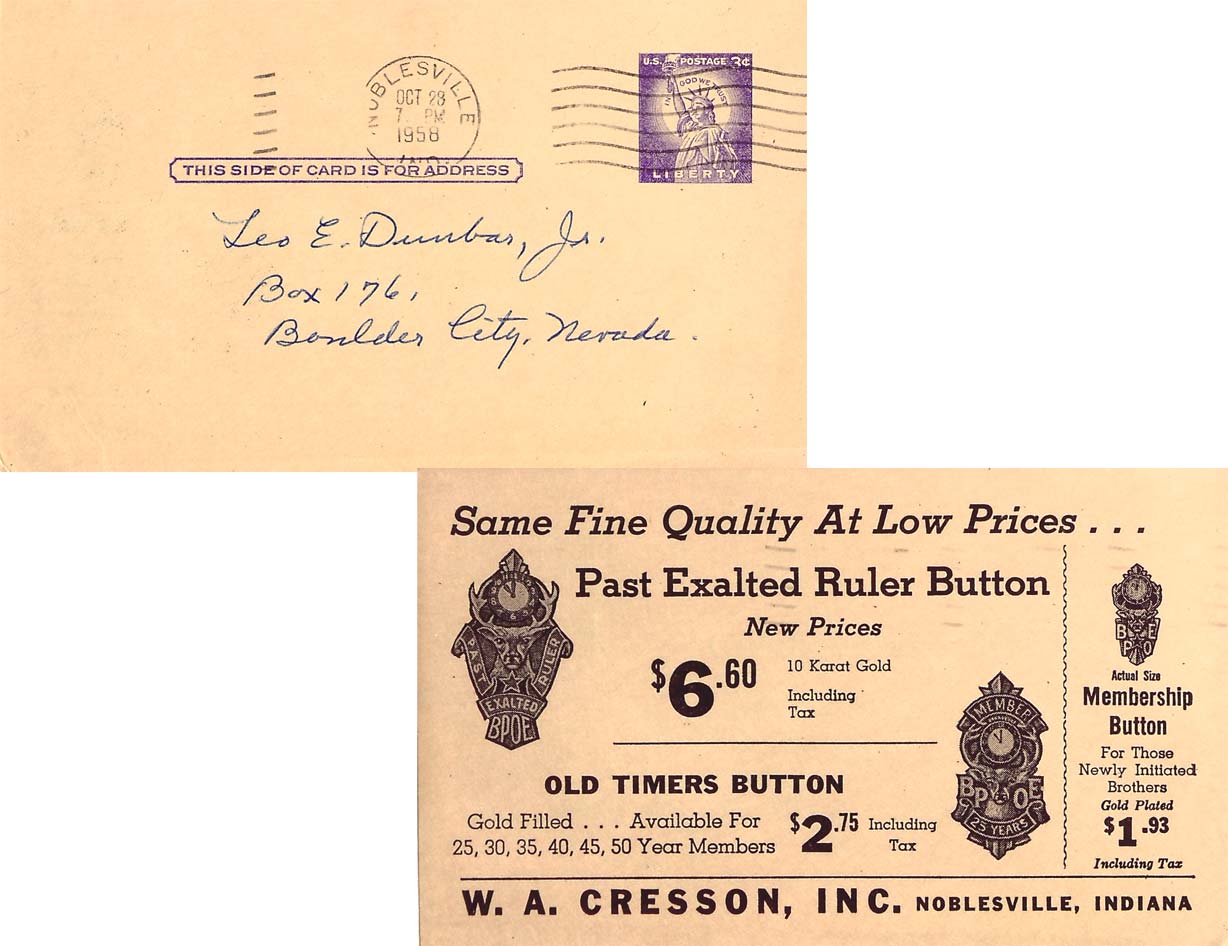 U.S. POSTAGE 3¢
IN GOD WE TRUST
LIBERTY
NOBLESVILLE
OCT 28
7 PM
1958
IND.
THIS SIDE OF CARD IS FOR ADDRESS
Leo E. Dunbar, Jr.
Box 176,
Boulder City, Nevada.
Same Fine Quality At Low Prices . . .
Past Exalted Ruler Button
New Prices
$6.60
10 Karat Gold
Including
Tax
PAST RULER
EXALTED
BPOE
OLD TIMERS BUTTON
Gold Filled . . . Available For
25, 30, 35, 40, 45, 50 Year Members
$2.75
Including
Tax
MEMBER
BPOE
25 YEARS
BPOE
Actual Size
Membership
Button
For Those
Newly Initiated
Brothers
Gold Plated
$1.93
Including Tax
W. A. CRESSON, INC. NOBLESVILLE, INDIANA